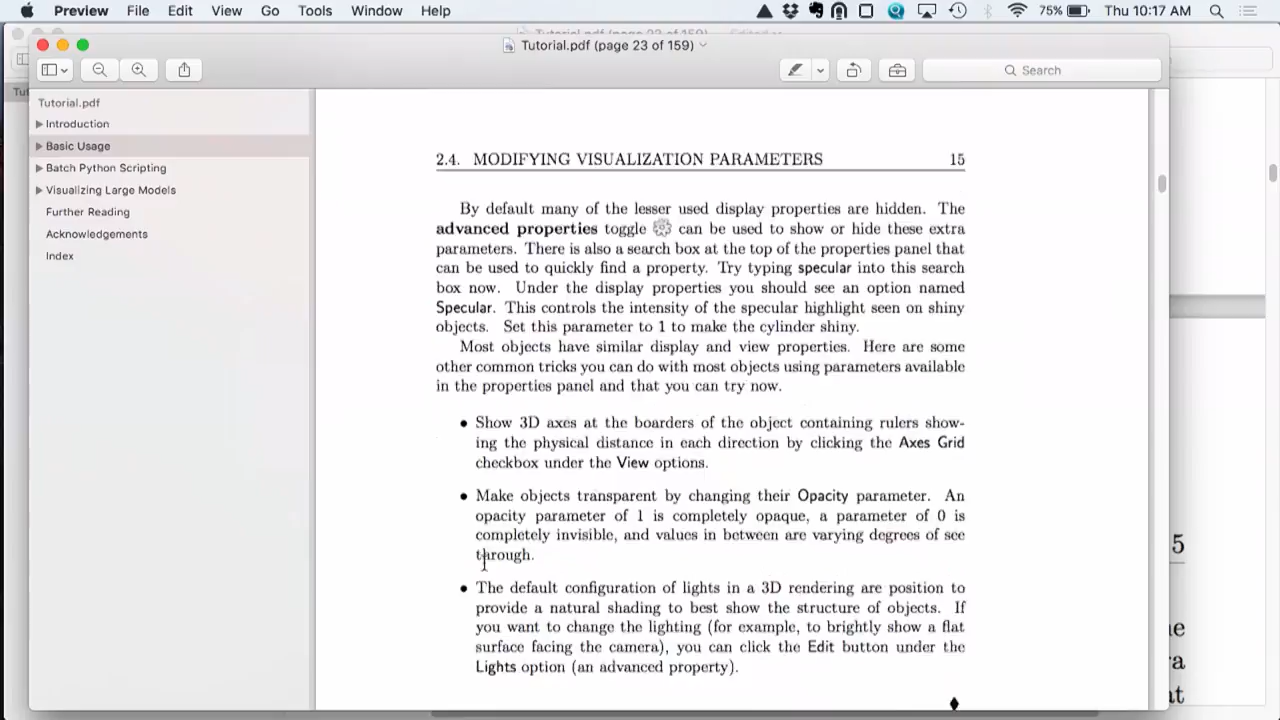 Preview File Edit View Go Tools Window Help 75% Thu 10:17 AM
Tutorial.pdf (page 23 of 159)
Search
Tu
Tutorial.pdf
Introduction
Basic Usage
Batch Python Scripting
Visualizing Large Models
Further Reading
Acknowledgements
Index
2.4. MODIFYING VISUALIZATION PARAMETERS 15
By default many of the lesser used display properties are hidden. The
advanced properties toggle can be used to show or hide these extra
parameters. There is also a search box at the top of the properties panel that
can be used to quickly find a property. Try typing specular into this search
box now. Under the display properties you should see an option named
Specular. This controls the intensity of the specular highlight seen on shiny
objects. Set this parameter to 1 to make the cylinder shiny.
Most objects have similar display and view properties. Here are some
other common tricks you can do with most objects using parameters available
in the properties panel and that you can try now.
• Show 3D axes at the boarders of the object containing rulers show-
ing the physical distance in each direction by clicking the Axes Grid
checkbox under the View options.
• Make objects transparent by changing their Opacity parameter. An
opacity parameter of 1 is completely opaque, a parameter of 0 is
completely invisible, and values in between are varying degrees of see
through.
• The default configuration of lights in a 3D rendering are position to
provide a natural shading to best show the structure of objects. If
you want to change the lighting (for example, to brightly show a flat
surface facing the camera), you can click the Edit button under the
Lights option (an advanced property).
5
ne
ra
at